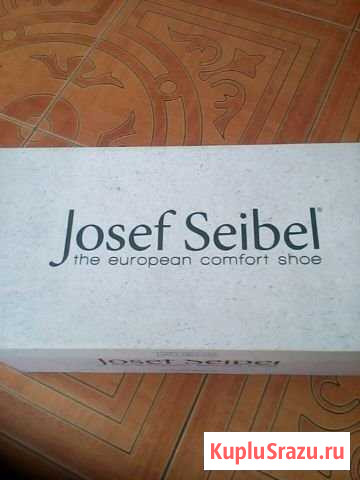 Josef Seibel®
the european comfort shoe
Josef Seibel
KupluSrazu.ru